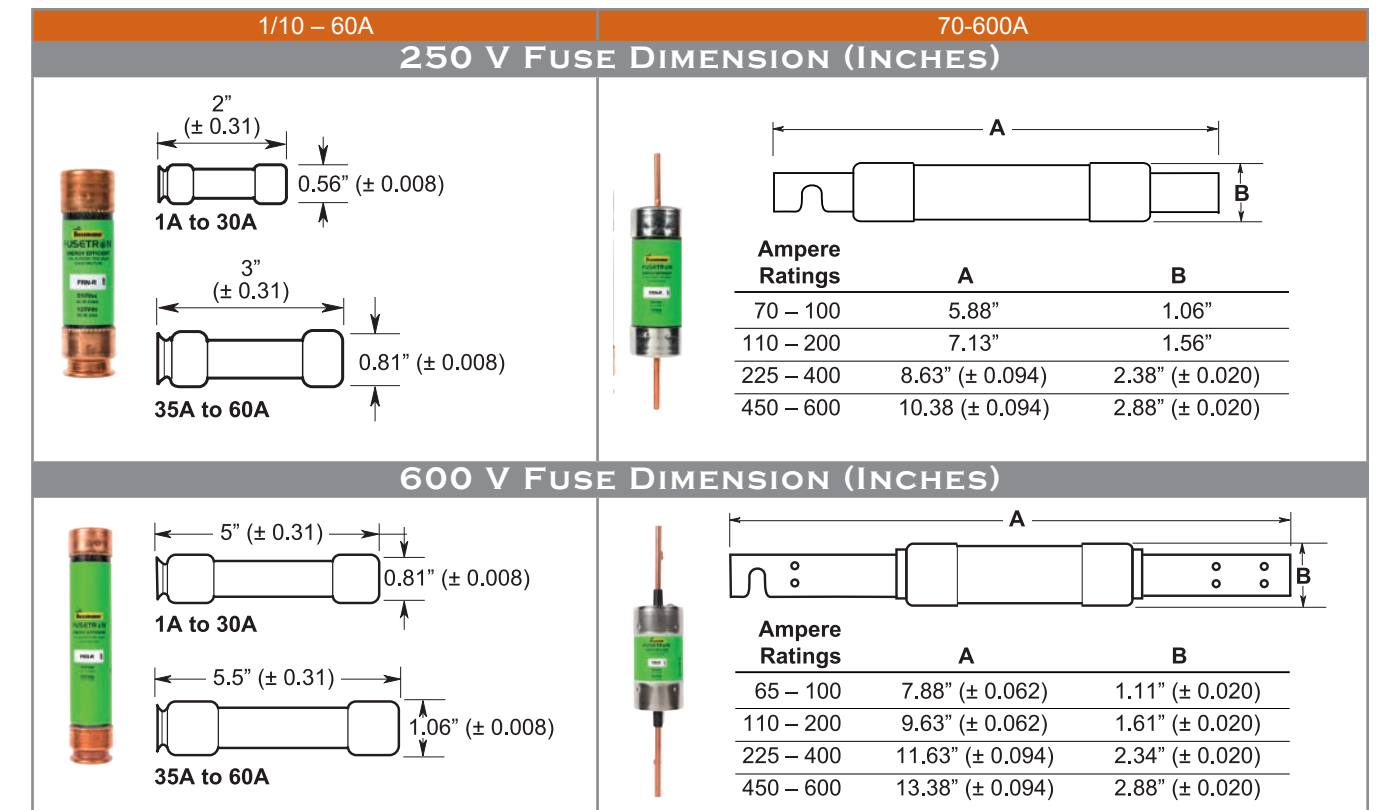 1/10 – 60A
70-600A
250 V Fuse Dimension (Inches)
2”
(± 0.31)
0.56” (± 0.008)
1A to 30A
3”
(± 0.31)
0.81” (± 0.008)
35A to 60A
FUSETRON
ENERGY EFFICIENT
FRN-R
A
B
Ampere
Ratings A B
70 – 100 5.88” 1.06”
110 – 200 7.13” 1.56”
225 – 400 8.63” (± 0.094) 2.38” (± 0.020)
450 – 600 10.38 (± 0.094) 2.88” (± 0.020)
600 V Fuse Dimension (Inches)
5” (± 0.31)
0.81” (± 0.008)
1A to 30A
5.5” (± 0.31)
1.06” (± 0.008)
35A to 60A
A
B
Ampere
Ratings A B
65 – 100 7.88” (± 0.062) 1.11” (± 0.020)
110 – 200 9.63” (± 0.062) 1.61” (± 0.020)
225 – 400 11.63” (± 0.094) 2.34” (± 0.020)
450 – 600 13.38” (± 0.094) 2.88” (± 0.020)